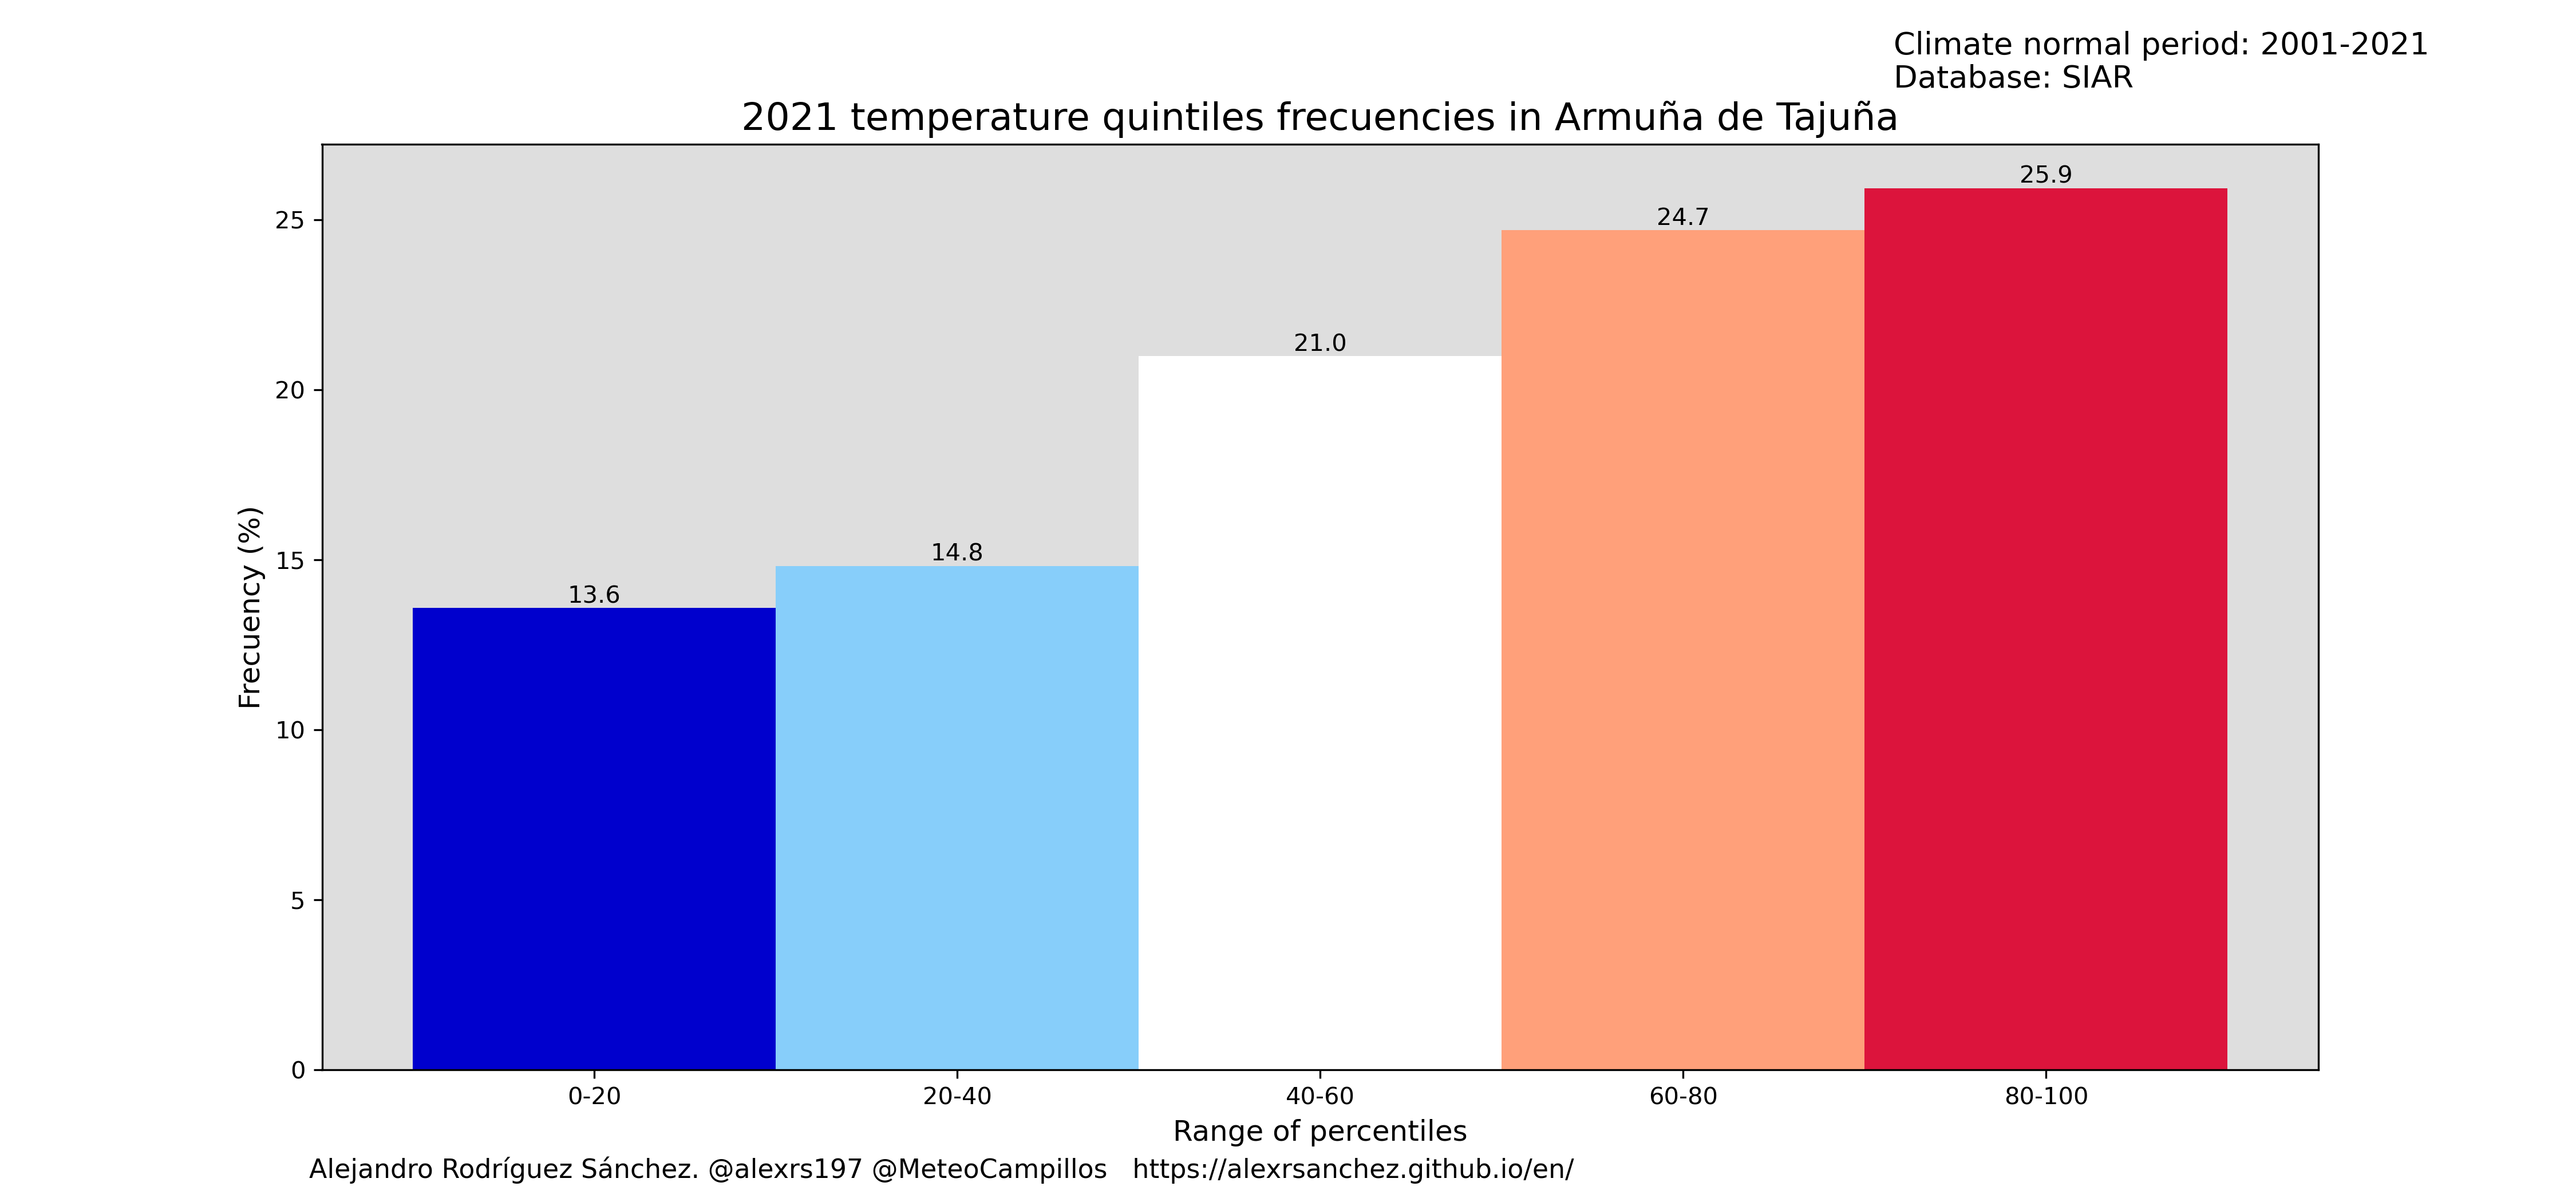 Climate normal period: 2001-2021
Database: SIAR
2021 temperature quintiles frecuencies in Armuña de Tajuña
25.9
25
24.7
21.0
20
Frecuency (%)
15
14.8
13.6
10
5
0
0-20 20-40 40-60 60-80 80-100
Range of percentiles
Alejandro Rodríguez Sánchez. @alexrs197 @MeteoCampillos https://alexrsanchez.github.io/en/